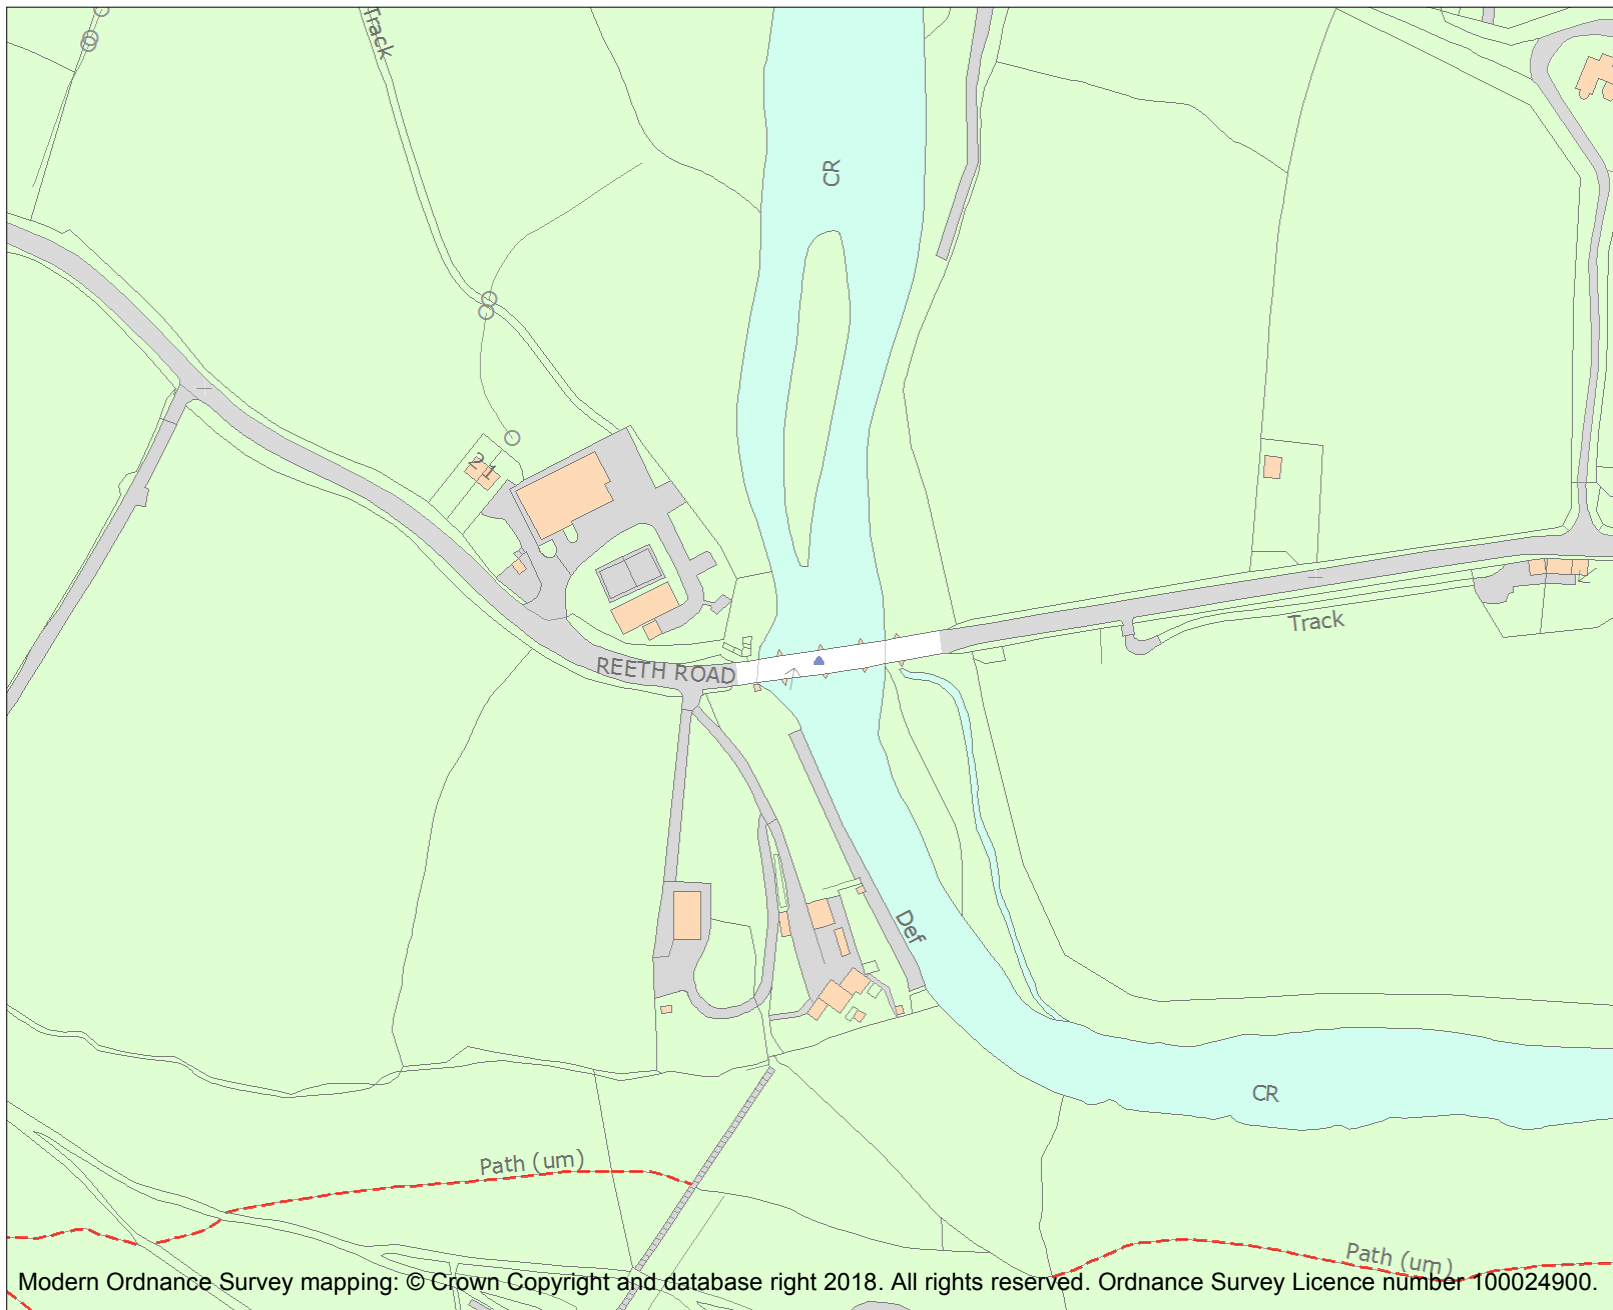 Track
CR
21
Track
REETH ROAD
Def
CR
Path (um)
Path (um)
Modern Ordnance Survey mapping: © Crown Copyright and database right 2018. All rights reserved. Ordnance Survey Licence number 100024900.